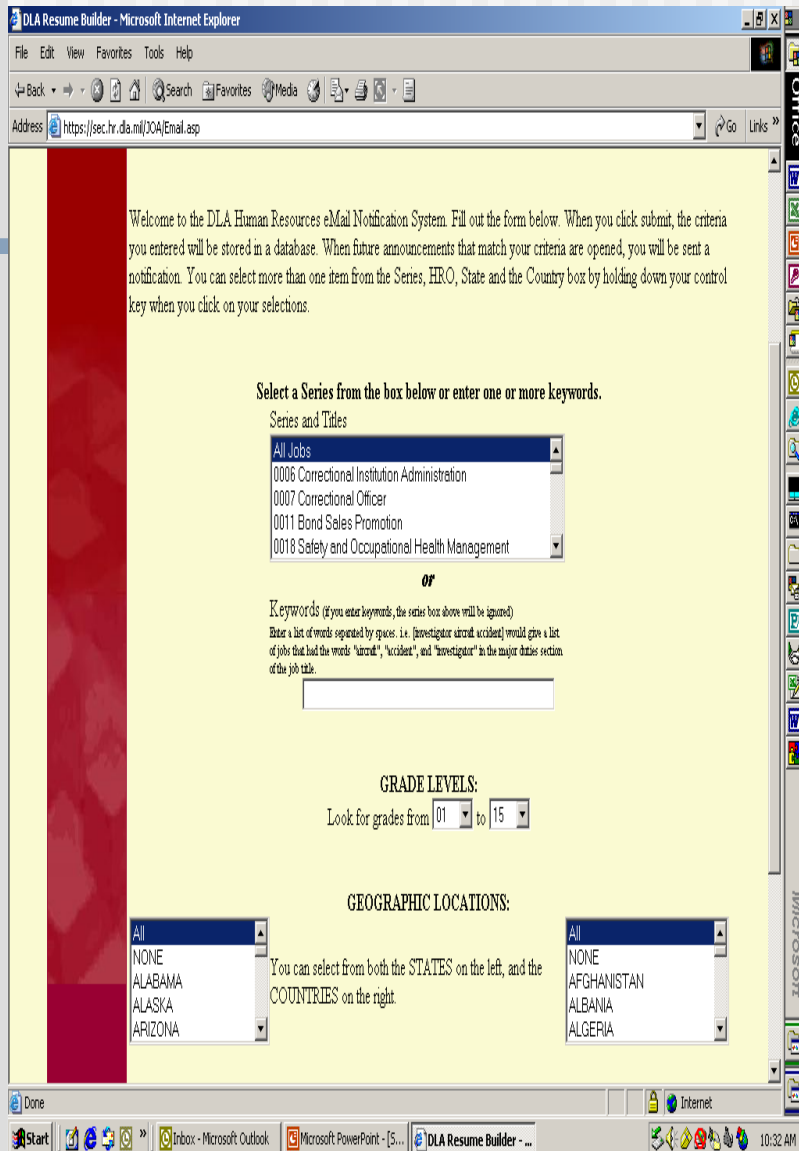 DLA Resume Builder - Microsoft Internet Explorer
File Edit View Favorites Tools Help
Back Search Favorites Media
Address https://sec.hr.dla.mil/JOA/Email.asp Go Links »
Office
Welcome to the DLA Human Resources eMail Notification System. Fill out the form below. When you click submit, the criteria
you entered will be stored in a database. When future announcements that match your criteria are opened, you will be sent a
notification. You can select more than one item from the Series, HRO, State and the Country box by holding down your control
key when you click on your selections.
Select a Series from the box below or enter one or more keywords.
Series and Titles
All Jobs
0006 Correctional Institution Administration
0007 Correctional Officer
0011 Bond Sales Promotion
0018 Safety and Occupational Health Management
or
Keywords (if you enter keywords, the series box above will be ignored)
Enter a list of words separated by spaces. i.e. [investigator aircraft accident] would give a list
of jobs that had the words "aircraft", "accident", and "investigator" in the major duties section
of the job title.
GRADE LEVELS:
Look for grades from 01 to 15
GEOGRAPHIC LOCATIONS:
All
NONE
ALABAMA
ALASKA
ARIZONA
You can select from both the STATES on the left, and the
COUNTRIES on the right.
All
NONE
AFGHANISTAN
ALBANIA
ALGERIA
Microsoft
Done Internet
Start » Inbox - Microsoft Outlook Microsoft PowerPoint - [S... DLA Resume Builder - ... 10:32 AM